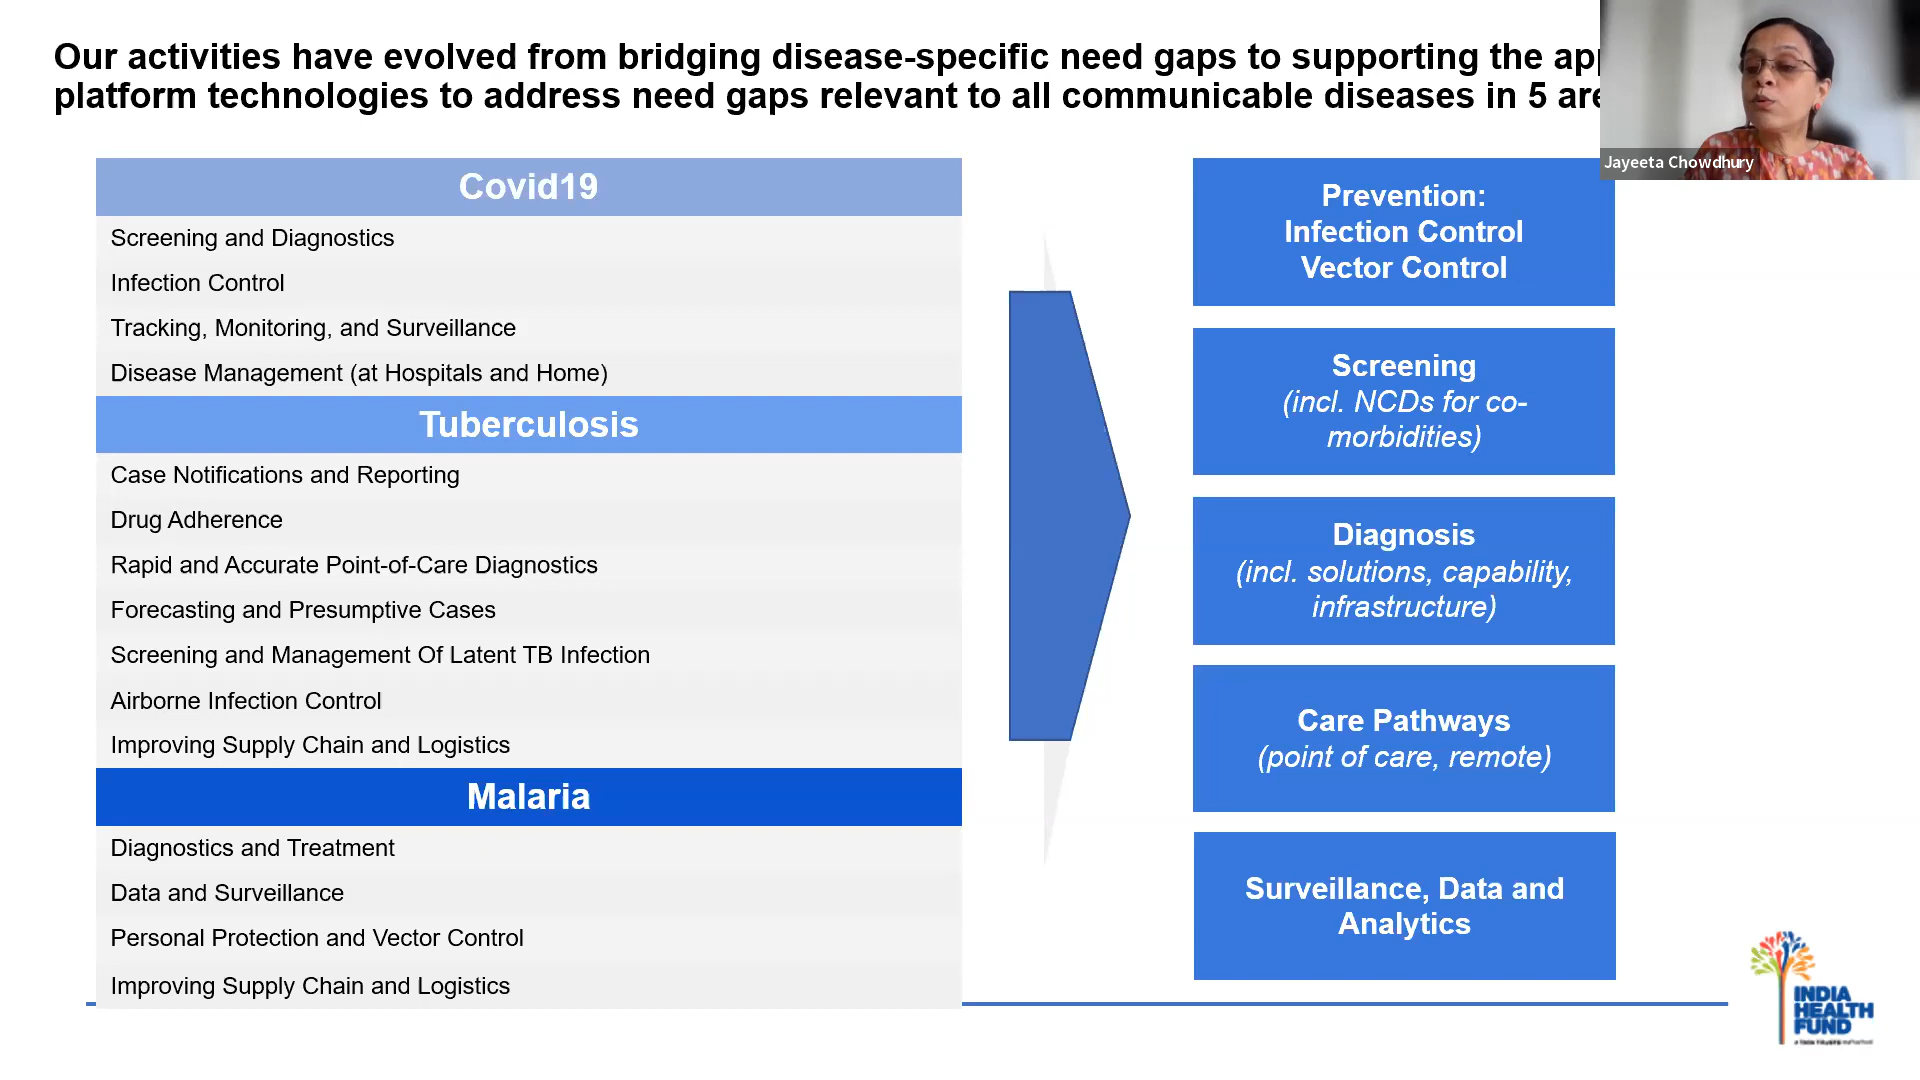 Our activities have evolved from bridging disease-specific need gaps to supporting the
platform technologies to address need gaps relevant to all communicable diseases in 5
Jayeeta Chowdhury
Covid19
Screening and Diagnostics
Infection Control
Tracking, Monitoring, and Surveillance
Disease Management (at Hospitals and Home)
Tuberculosis
Case Notifications and Reporting
Drug Adherence
Rapid and Accurate Point-of-Care Diagnostics
Forecasting and Presumptive Cases
Screening and Management Of Latent TB Infection
Airborne Infection Control
Improving Supply Chain and Logistics
Malaria
Diagnostics and Treatment
Data and Surveillance
Personal Protection and Vector Control
Improving Supply Chain and Logistics
Prevention:
Infection Control
Vector Control
Screening
(incl. NCDs for co-
morbidities)
Diagnosis
(incl. solutions, capability,
infrastructure)
Care Pathways
(point of care, remote)
Surveillance, Data and
Analytics
INDIA
HEALTH
FUND